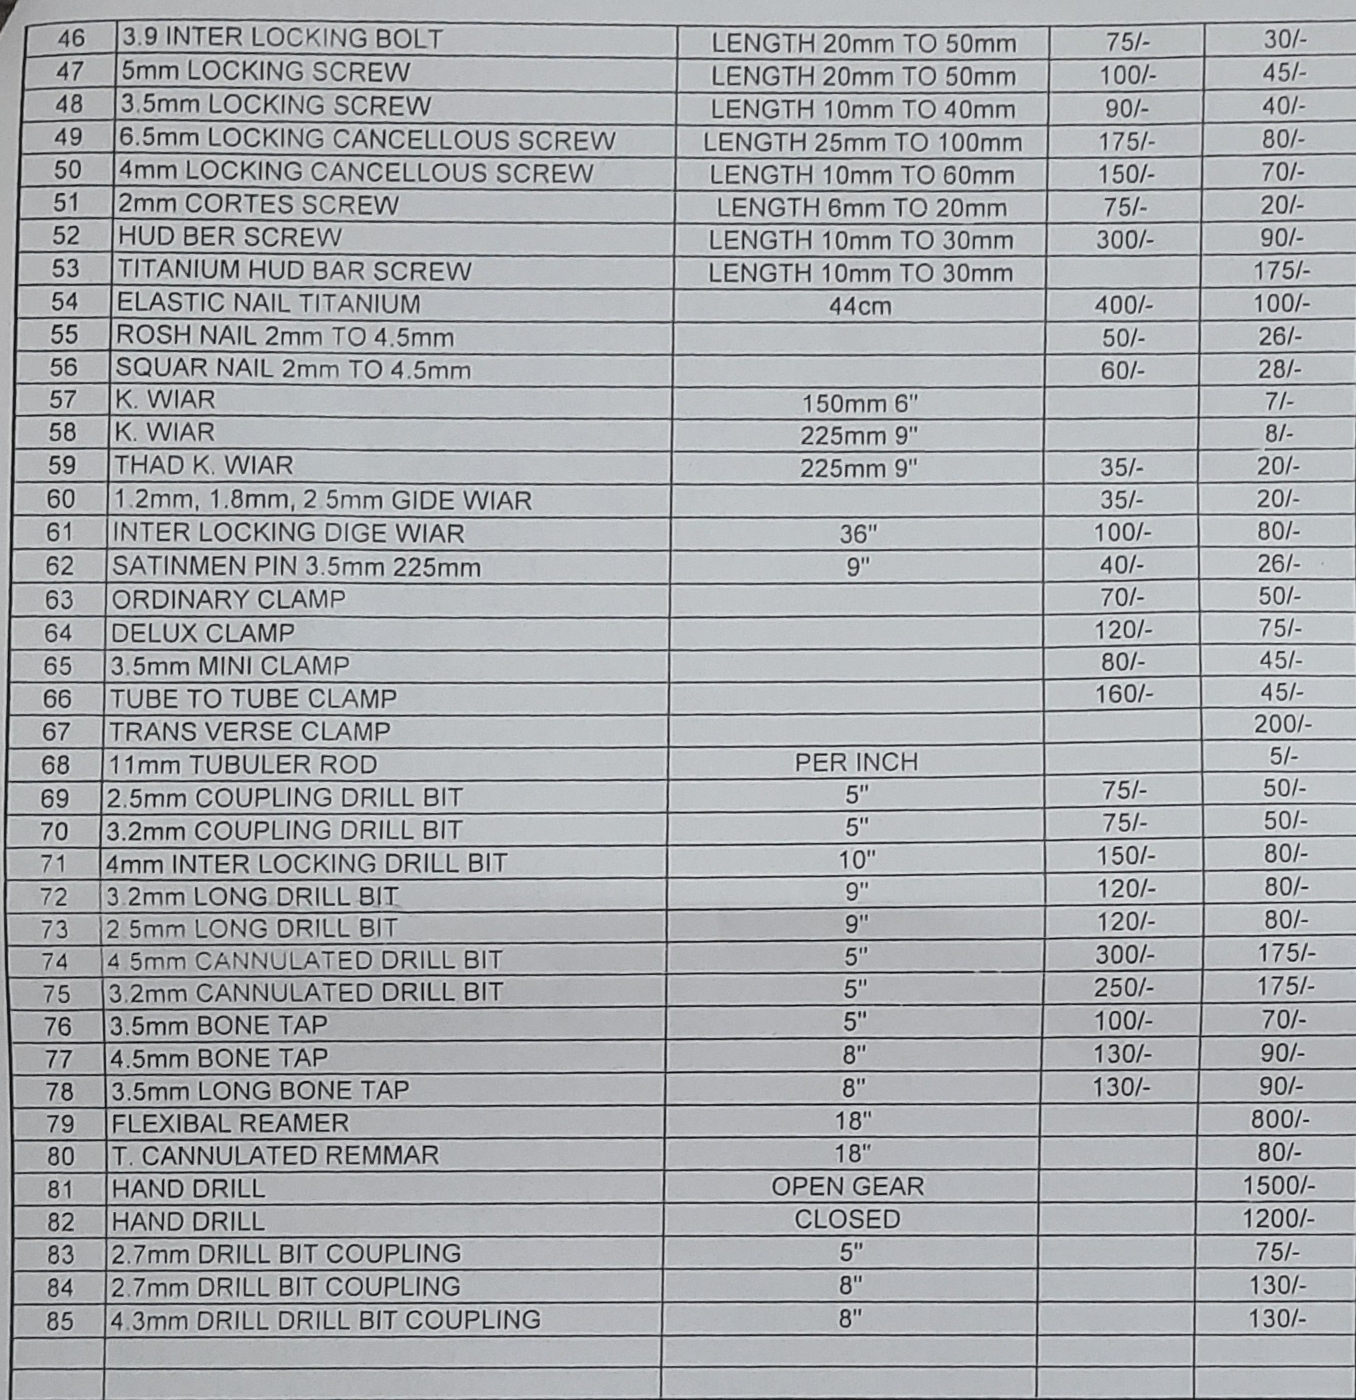 46 3.9 INTER LOCKING BOLT LENGTH 20mm TO 50mm 75/- 30/-
47 5mm LOCKING SCREW LENGTH 20mm TO 50mm 100/- 45/-
48 3.5mm LOCKING SCREW LENGTH 10mm TO 40mm 90/- 40/-
49 6.5mm LOCKING CANCELLOUS SCREW LENGTH 25mm TO 100mm 175/- 80/-
50 4mm LOCKING CANCELLOUS SCREW LENGTH 10mm TO 60mm 150/- 70/-
51 2mm CORTES SCREW LENGTH 6mm TO 20mm 75/- 20/-
52 HUD BER SCREW LENGTH 10mm TO 30mm 300/- 90/-
53 TITANIUM HUD BAR SCREW LENGTH 10mm TO 30mm 175/-
54 ELASTIC NAIL TITANIUM 44cm 400/- 100/-
55 ROSH NAIL 2mm TO 4.5mm 50/- 26/-
56 SQUAR NAIL 2mm TO 4.5mm 60/- 28/-
57 K. WIAR 150mm 6" 7/-
58 K. WIAR 225mm 9" 8/-
59 THAD K. WIAR 225mm 9" 35/- 20/-
60 1.2mm, 1.8mm, 2.5mm GIDE WIAR 35/- 20/-
61 INTER LOCKING DIGE WIAR 36" 100/- 80/-
62 SATINMEN PIN 3.5mm 225mm 9" 40/- 26/-
63 ORDINARY CLAMP 70/- 50/-
64 DELUX CLAMP 120/- 75/-
65 3.5mm MINI CLAMP 80/- 45/-
66 TUBE TO TUBE CLAMP 160/- 45/-
67 TRANS VERSE CLAMP 200/-
68 11mm TUBULER ROD PER INCH 5/-
69 2.5mm COUPLING DRILL BIT 5" 75/- 50/-
70 3.2mm COUPLING DRILL BIT 5" 75/- 50/-
71 4mm INTER LOCKING DRILL BIT 10" 150/- 80/-
72 3.2mm LONG DRILL BIT 9" 120/- 80/-
73 2.5mm LONG DRILL BIT 9" 120/- 80/-
74 4.5mm CANNULATED DRILL BIT 5" 300/- 175/-
75 3.2mm CANNULATED DRILL BIT 5" 250/- 175/-
76 3.5mm BONE TAP 5" 100/- 70/-
77 4.5mm BONE TAP 8" 130/- 90/-
78 3.5mm LONG BONE TAP 8" 130/- 90/-
79 FLEXIBAL REAMER 18" 800/-
80 T. CANNULATED REMMAR 18" 80/-
81 HAND DRILL OPEN GEAR 1500/-
82 HAND DRILL CLOSED 1200/-
83 2.7mm DRILL BIT COUPLING 5" 75/-
84 2.7mm DRILL BIT COUPLING 8" 130/-
85 4.3mm DRILL DRILL BIT COUPLING 8" 130/-